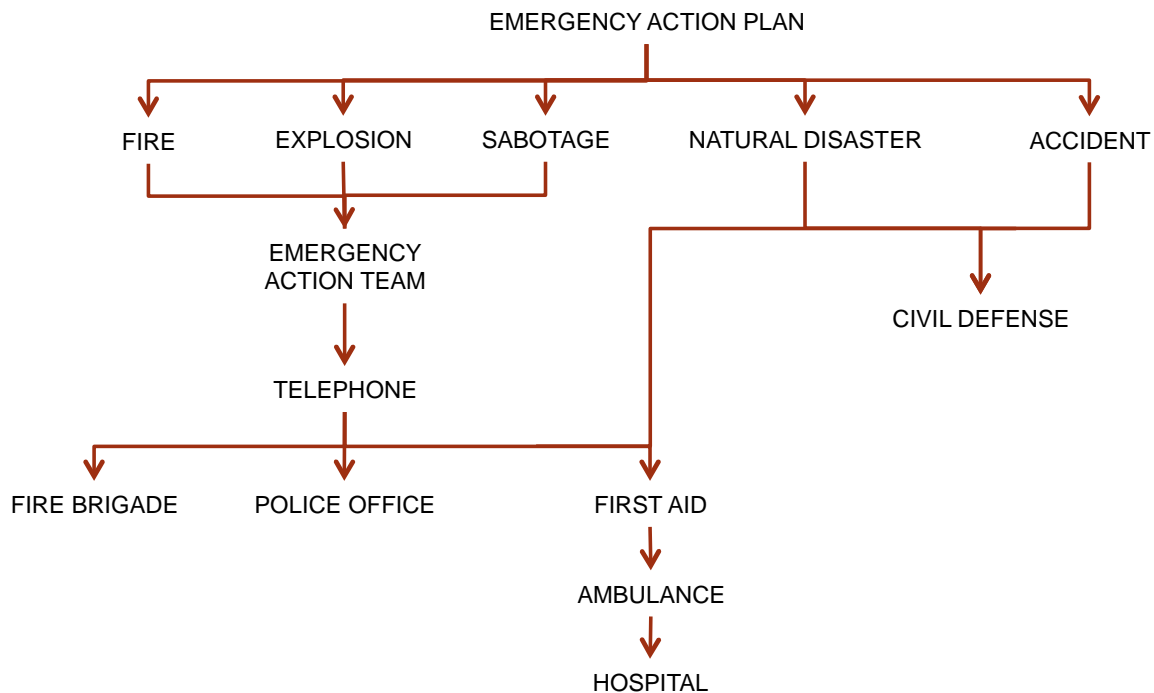 EMERGENCY ACTION PLAN
FIRE
EXPLOSION
SABOTAGE
NATURAL DISASTER
ACCIDENT
EMERGENCY
ACTION TEAM
CIVIL DEFENSE
TELEPHONE
FIRE BRIGADE
POLICE OFFICE
FIRST AID
AMBULANCE
HOSPITAL